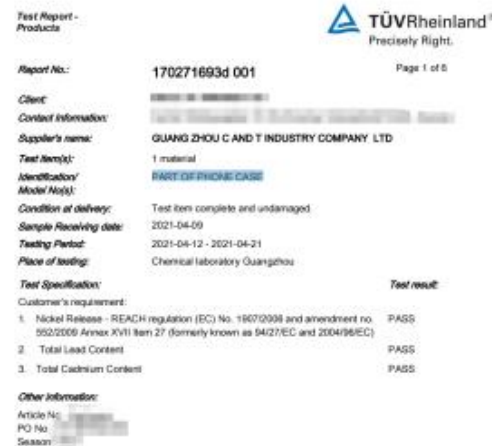 Test Report -
Products
TÜVRheinland®
Precisely Right.
Report No.: 170271693d 001 Page 1 of 6
Client:
Contact Information:
Supplier's name: GUANG ZHOU C AND T INDUSTRY COMPANY LTD
Test Item(s): 1 material
Identification/ PART OF PHONE CASE
Model No(s):
Condition at delivery: Test item complete and undamaged.
Sample Receiving date: 2021-04-09
Testing Period: 2021-04-12 - 2021-04-21
Place of testing: Chemical laboratory Guangzhou
Test Specification: Test result:
Customer's requirement:
1. Nickel Release - REACH regulation (EC) No. 1907/2006 and amendment no. PASS
552/2009 Annex XVII Item 27 (formerly known as 94/27/EC and 2004/96/EC)
2. Total Lead Content PASS
3. Total Cadmium Content PASS
Other Information:
Article No
PO No
Season